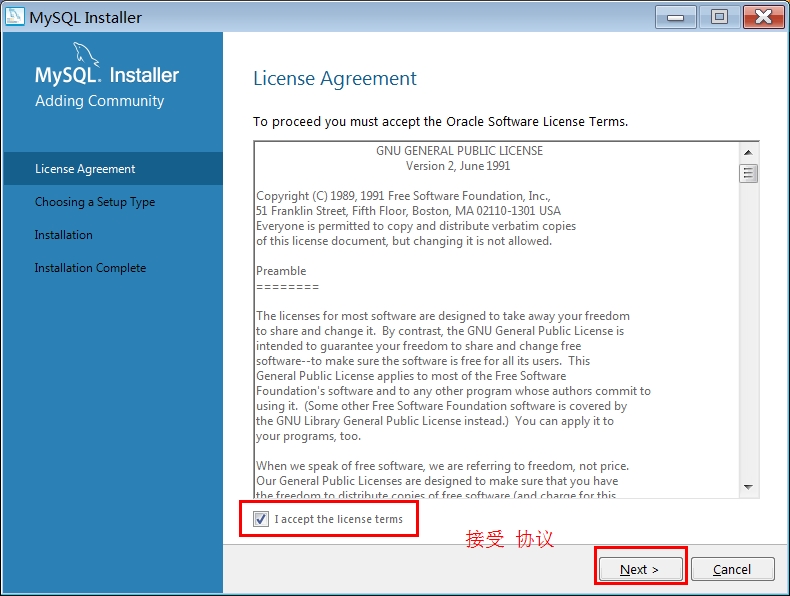 MySQL Installer
MySQL. Installer
Adding Community
License Agreement
Choosing a Setup Type
Installation
Installation Complete
License Agreement
To proceed you must accept the Oracle Software License Terms.
GNU GENERAL PUBLIC LICENSE
Version 2, June 1991
Copyright (C) 1989, 1991 Free Software Foundation, Inc.,
51 Franklin Street, Fifth Floor, Boston, MA 02110-1301 USA
Everyone is permitted to copy and distribute verbatim copies
of this license document, but changing it is not allowed.
Preamble
========
The licenses for most software are designed to take away your freedom
to share and change it.  By contrast, the GNU General Public License is
intended to guarantee your freedom to share and change free
software--to make sure the software is free for all its users.  This
General Public License applies to most of the Free Software
Foundation's software and to any other program whose authors commit to
using it.  (Some other Free Software Foundation software is covered by
the GNU Library General Public License instead.)  You can apply it to
your programs, too.
When we speak of free software, we are referring to freedom, not price.
Our General Public Licenses are designed to make sure that you have
the freedom to distribute copies of free software (and charge for this
I accept the license terms
接受 协议
Next >
Cancel